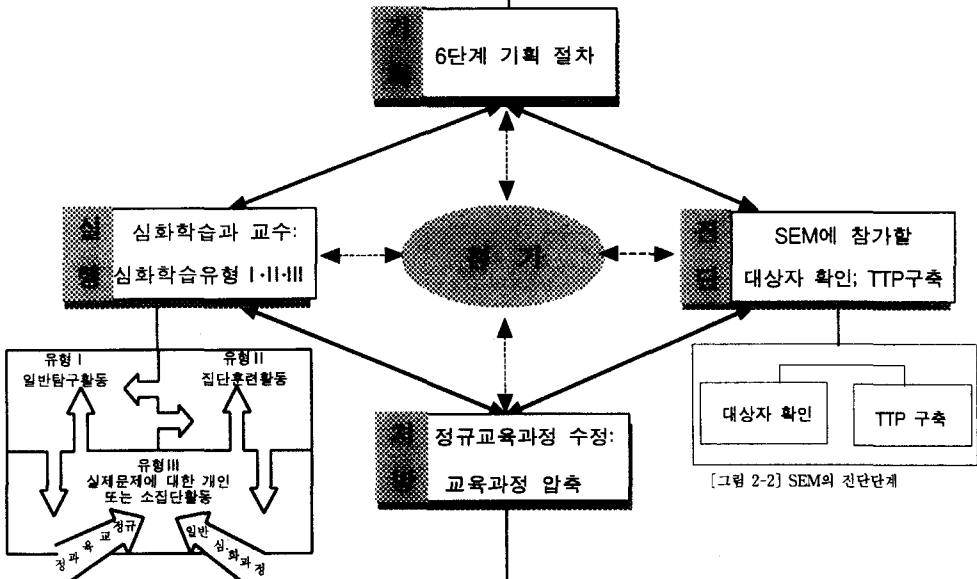 기획
6단계 기획 절차
실행
심화학습과 교수:
심화학습유형 I·II·III
평 가
진단
SEM에 참가할
대상자 확인; TTP구축
유형 I
일반탐구활동
유형 II
집단훈련활동
유형III
실제문제에 대한 개인
또는 소집단활동
정규 교육과정
일반 심화과정
처방
정규교육과정 수정:
교육과정 압축
대상자 확인
TTP 구축
[그림 2-2] SEM의 진단단계